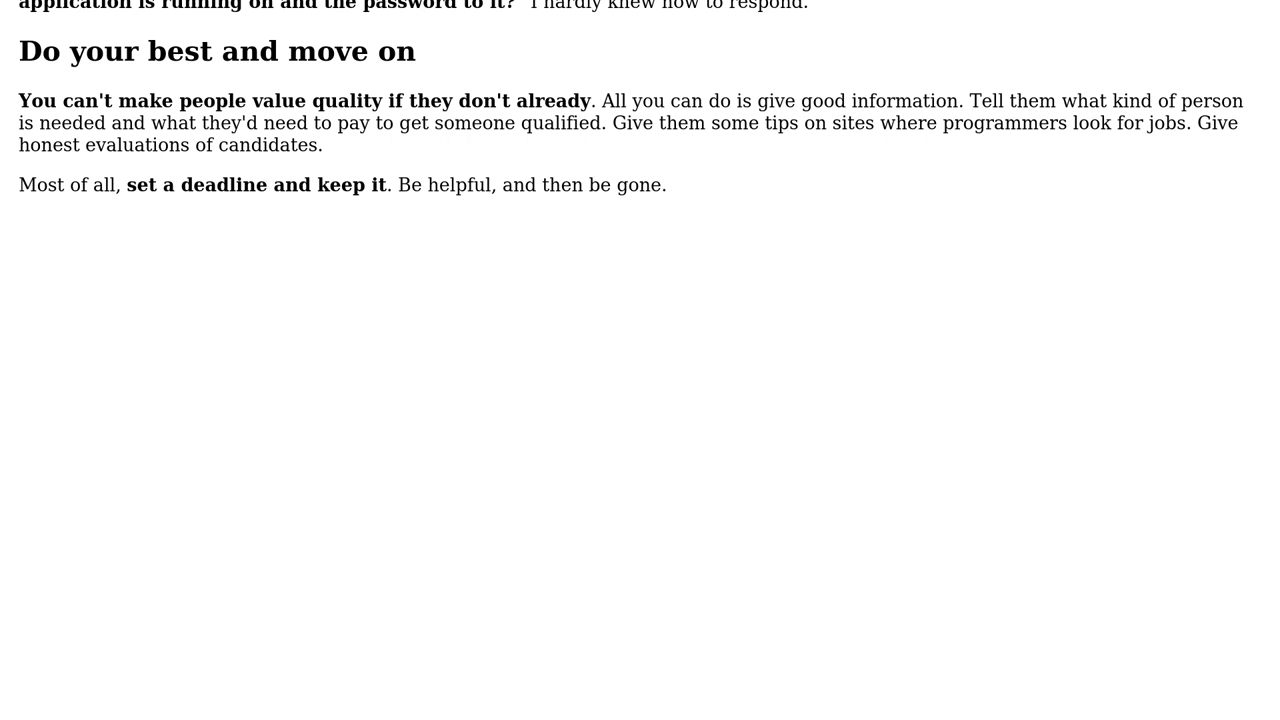 application is running on and the password to it?" I hardly knew how to respond.
Do your best and move on
You can't make people value quality if they don't already. All you can do is give good information. Tell them what kind of person
is needed and what they'd need to pay to get someone qualified. Give them some tips on sites where programmers look for jobs. Give
honest evaluations of candidates.
Most of all, set a deadline and keep it. Be helpful, and then be gone.